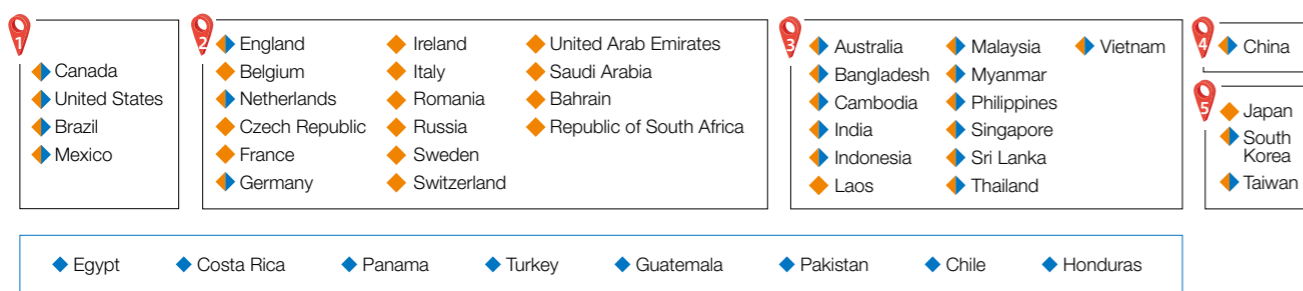 1
Canada
United States
Brazil
Mexico
2
England
Belgium
Netherlands
Czech Republic
France
Germany
Ireland
Italy
Romania
Russia
Sweden
Switzerland
United Arab Emirates
Saudi Arabia
Bahrain
Republic of South Africa
3
Australia
Bangladesh
Cambodia
India
Indonesia
Laos
Malaysia
Myanmar
Philippines
Singapore
Sri Lanka
Thailand
Vietnam
4
China
5
Japan
South
Korea
Taiwan
Egypt
Costa Rica
Panama
Turkey
Guatemala
Pakistan
Chile
Honduras